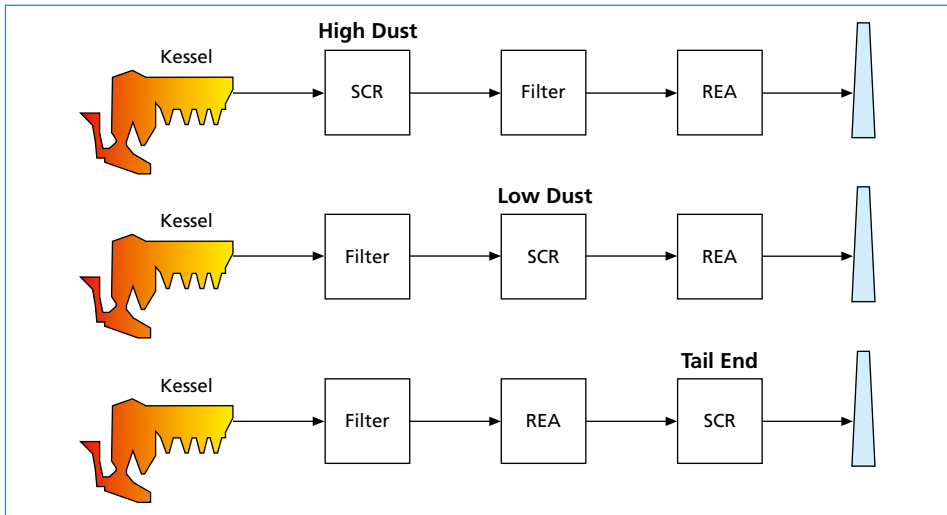 High Dust
Kessel
SCR
Filter
REA
Low Dust
Kessel
Filter
SCR
REA
Tail End
Kessel
Filter
REA
SCR